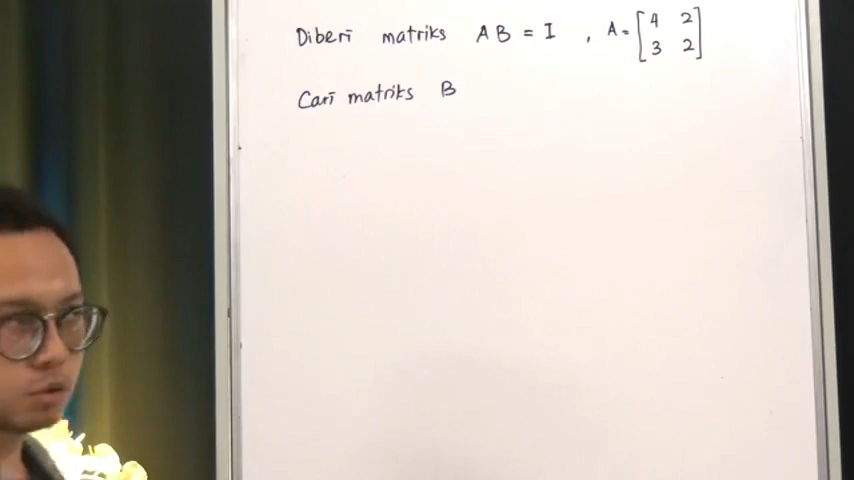 Diberi matriks AB = I , A = [4 2
3 2]
Cari matriks B